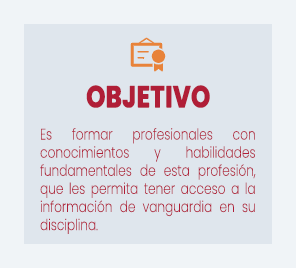 OBJETIVO
Es formar profesionales con
conocimientos y habilidades
fundamentales de esta profesión,
que les permita tener acceso a la
información de vanguardia en su
disciplina.